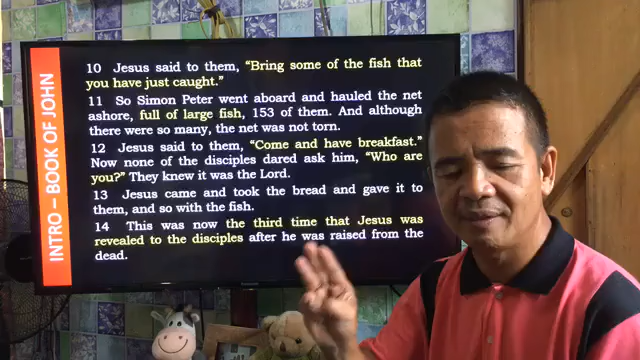 INTRO – BOOK OF JOHN
10 Jesus said to them, “Bring some of the fish that
you have just caught.”
11 So Simon Peter went aboard and hauled the net
ashore, full of large fish, 153 of them. And although
there were so many, the net was not torn.
12 Jesus said to them, “Come and have breakfast.”
Now none of the disciples dared ask him, “Who are
you?” They knew it was the Lord.
13 Jesus came and took the bread and gave it to
them, and so with the fish.
14 This was now the third time that Jesus was
revealed to the disciples after he was raised from the
dead.